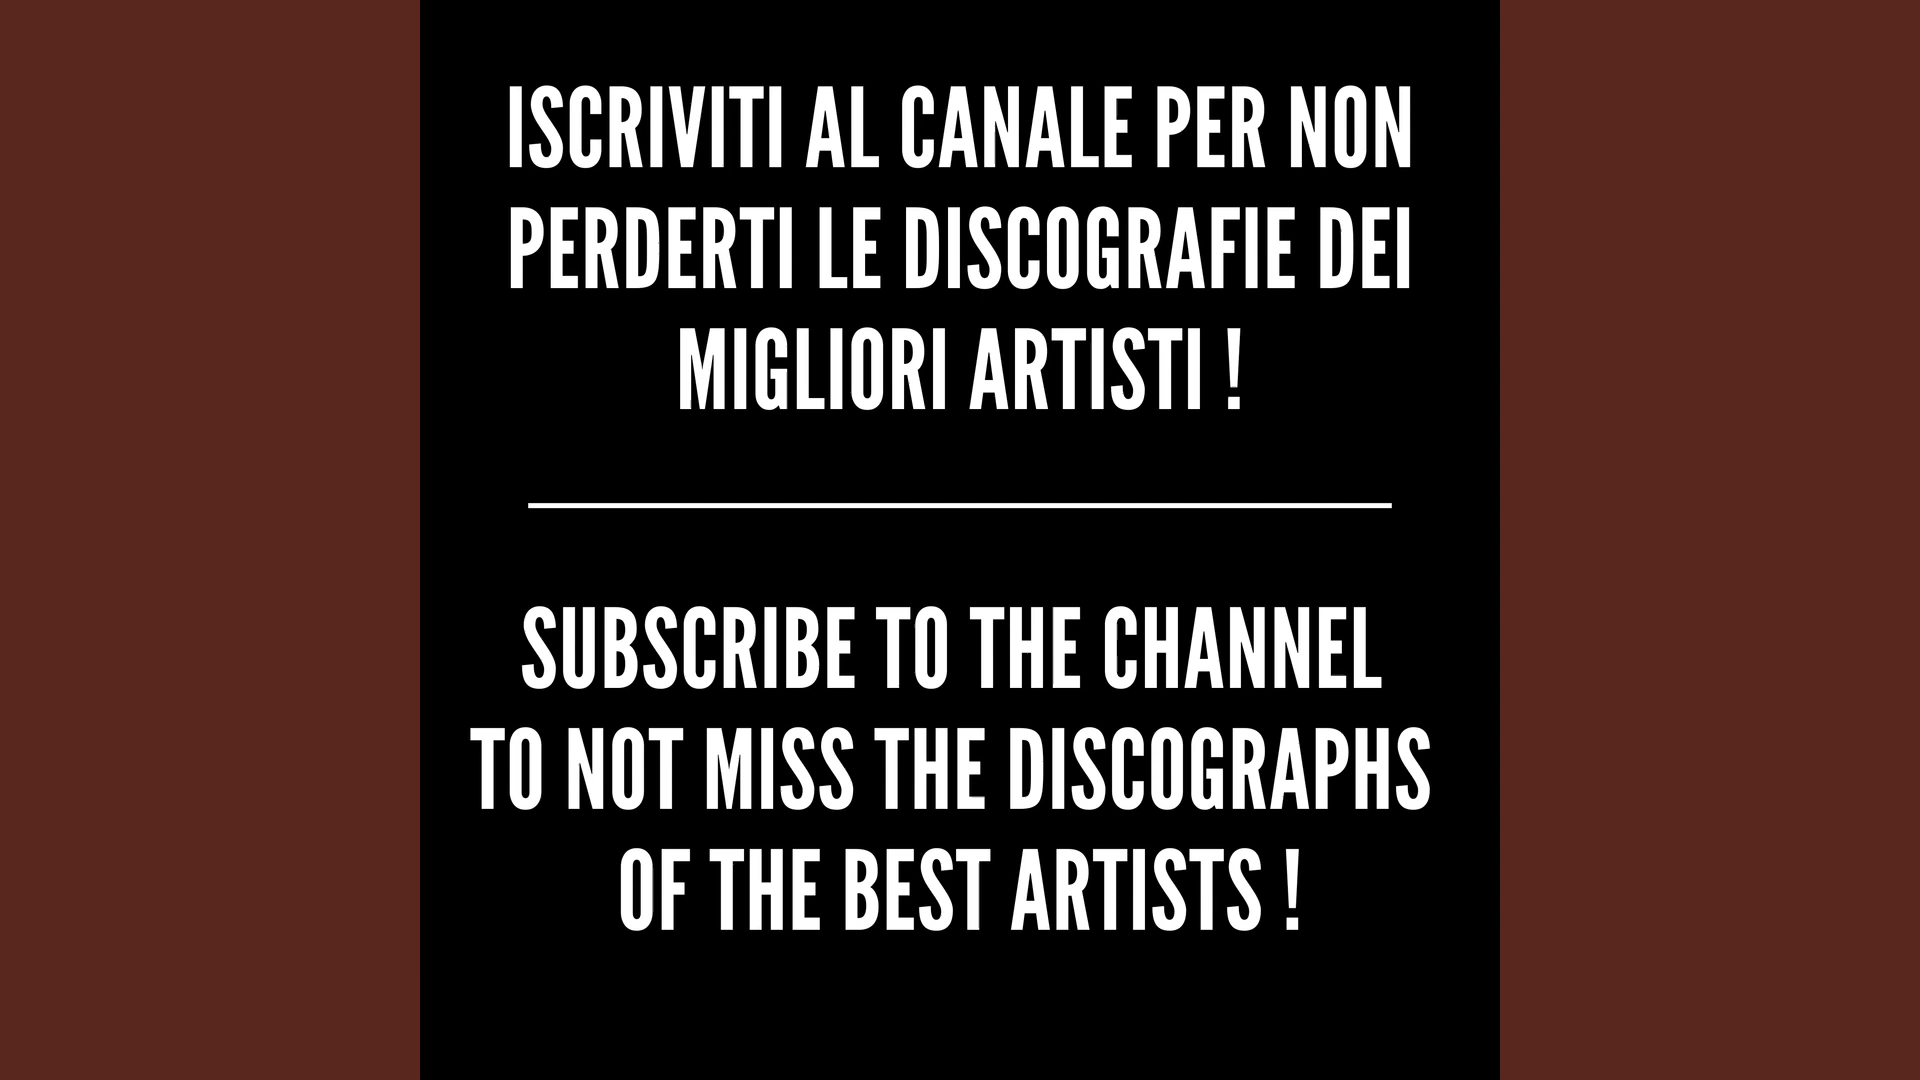 ISCRIVITI AL CANALE PER NON
PERDERTI LE DISCOGRAFIE DEI
MIGLIORI ARTISTI !
SUBSCRIBE TO THE CHANNEL
TO NOT MISS THE DISCOGRAPHS
OF THE BEST ARTISTS !